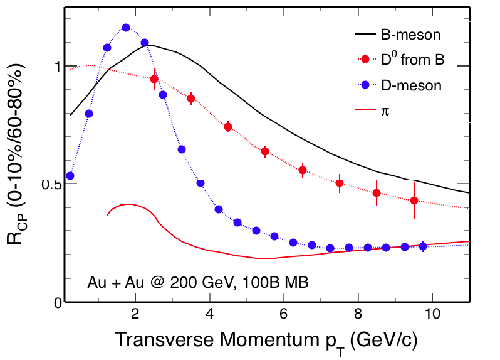 B-meson
D⁰ from B
D-meson
π
R_CP (0-10%/60-80%)
1
0.5
0
Au + Au @ 200 GeV, 100B MB
2 4 6 8 10
Transverse Momentum p_T (GeV/c)